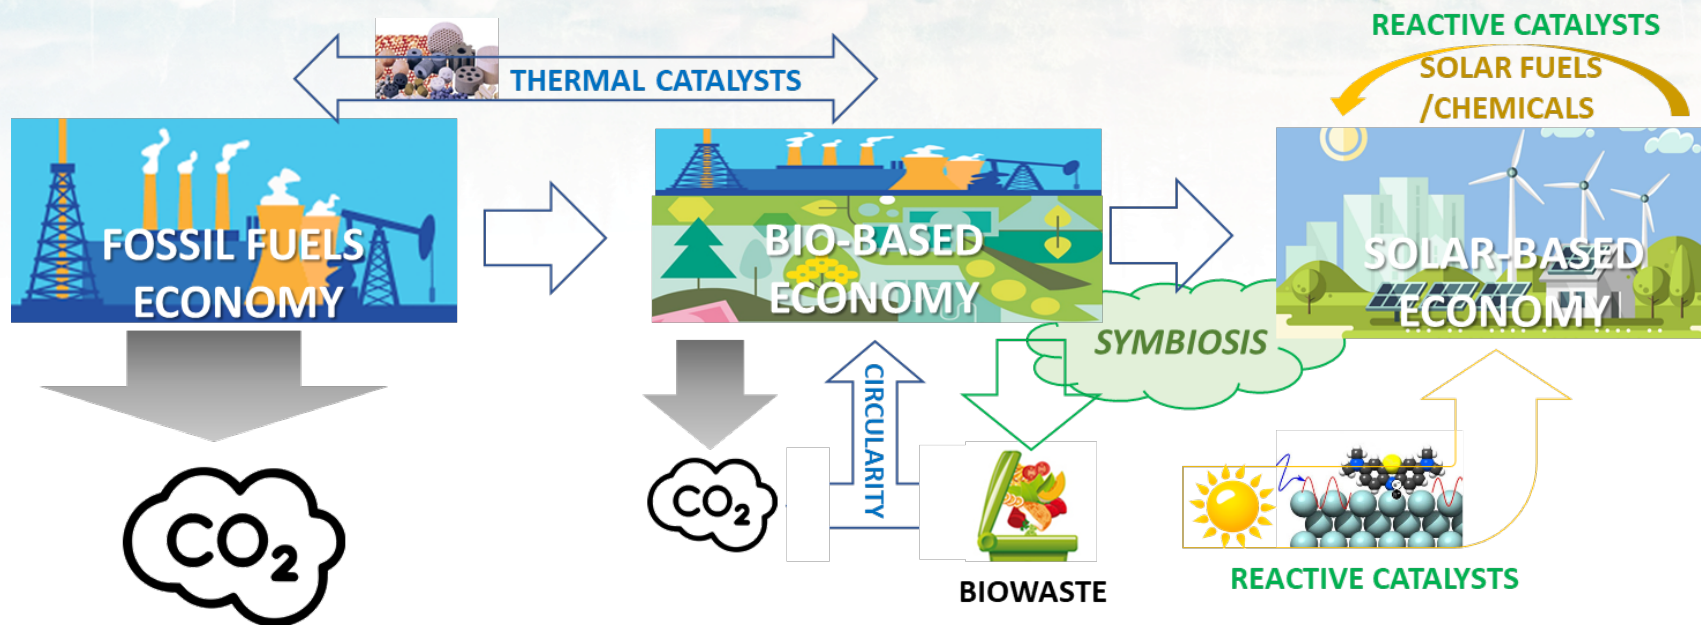 REACTIVE CATALYSTS
THERMAL CATALYSTS
SOLAR FUELS
/CHEMICALS
FOSSIL FUELS
ECONOMY
BIO-BASED
ECONOMY
SOLAR-BASED
ECONOMY
SYMBIOSIS
CIRCULARITY
CO2
CO2
BIOWASTE
REACTIVE CATALYSTS